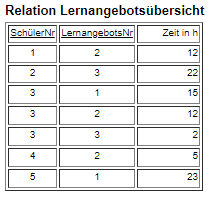 Relation Lernangebotsübersicht
SchülerNr LernangebotsNr Zeit in h
1 2 12
2 3 22
3 1 15
3 2 12
3 3 2
4 2 5
5 1 23